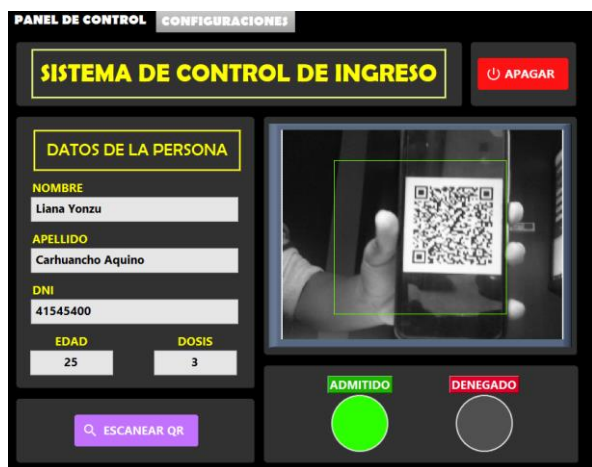 PANEL DE CONTROL
CONFIGURACIONES
SISTEMA DE CONTROL DE INGRESO
APAGAR
DATOS DE LA PERSONA
NOMBRE
Liana Yonzu
APELLIDO
Carhuancho Aquino
DNI
41545400
EDAD DOSIS
25 3
ESCANEAR QR
ADMITIDO DENEGADO